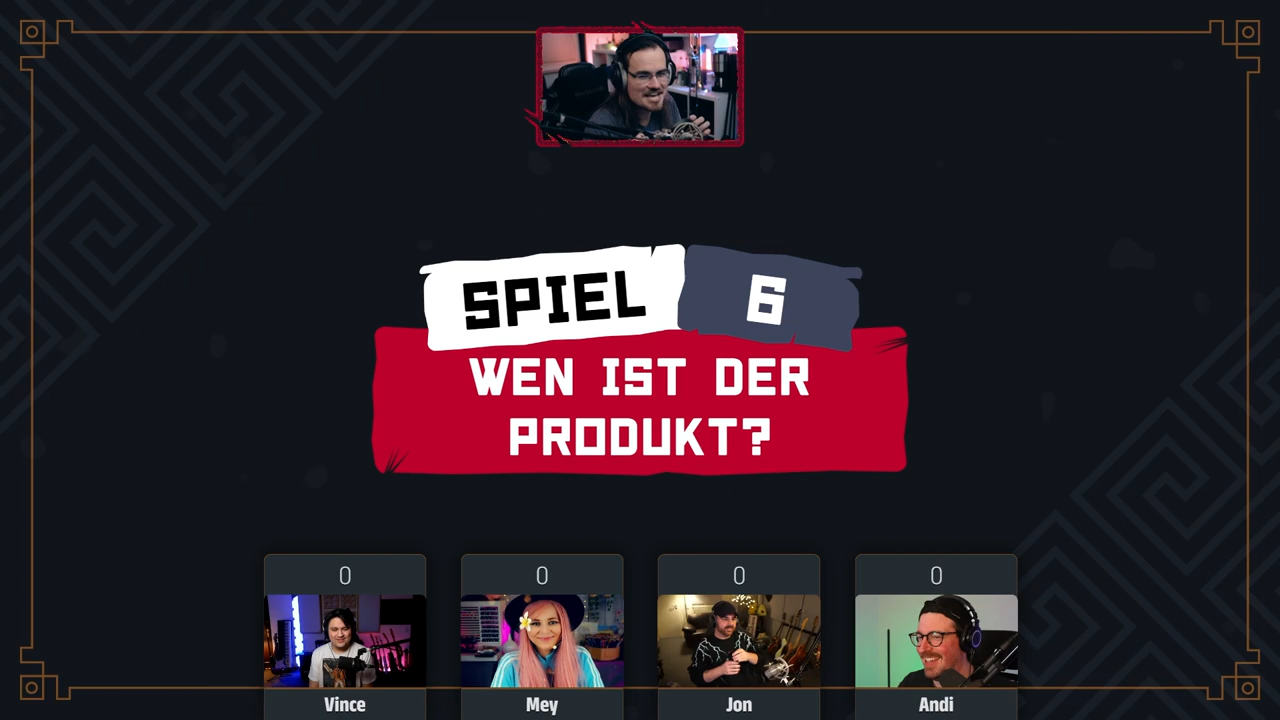 SPIEL 6
WEN IST DER
PRODUKT?
0 0 0 0
Vince Mey Jon Andi